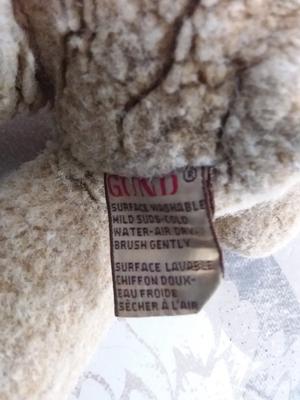 GUND®
SURFACE WASHABLE
MILD SUDS-COLD
WATER-AIR DRY.
BRUSH GENTLY
SURFACE LAVABLE
CHIFFON DOUX-
EAU FROIDE
SÉCHER À L'AIR